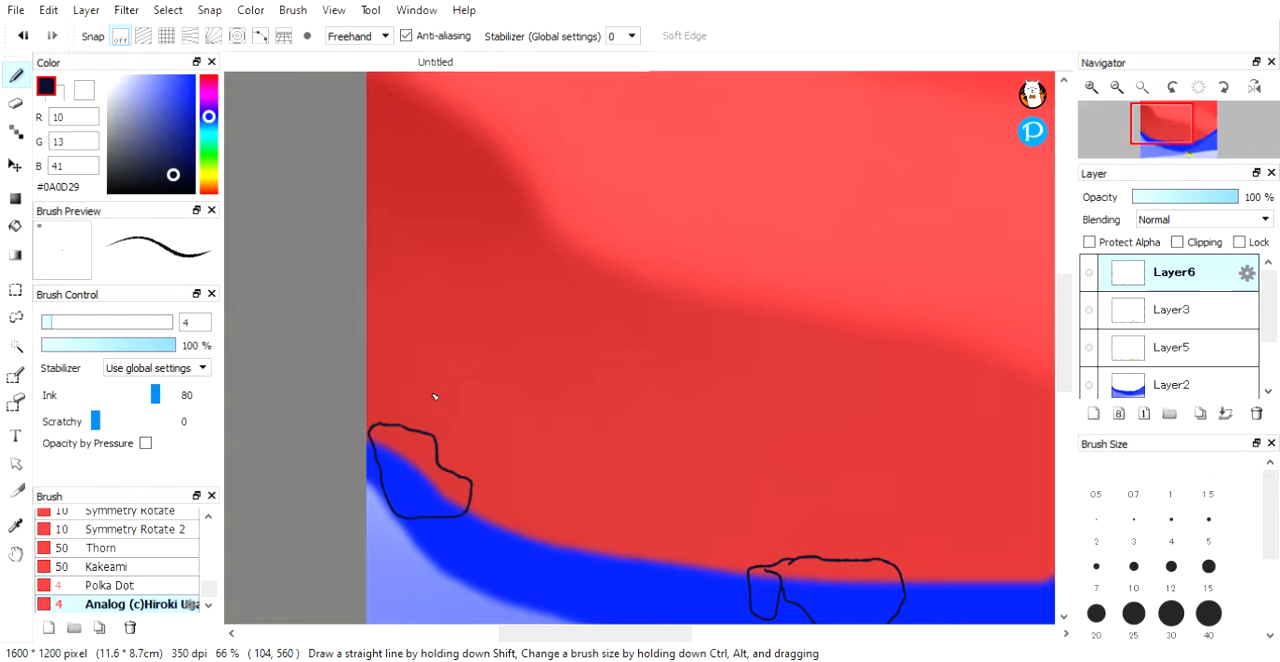 File Edit Layer Filter Select Snap Color Brush View Tool Window Help
Snap off Freehand Anti-aliasing Stabilizer (Global settings) 0 Soft Edge
Color
R 10
G 13
B 41
#0A0D29
Brush Preview
Brush Control
4
100 %
Stabilizer Use global settings
Ink 80
Scratchy 0
Opacity by Pressure
Brush
10 Symmetry Rotate
10 Symmetry Rotate 2
50 Thorn
50 Kakeami
4 Polka Dot
4 Analog (c)Hiroki
Untitled
P
Navigator
Layer
Opacity 100 %
Blending Normal
Protect Alpha Clipping Lock
Layer6
Layer3
Layer5
Layer2
8 1
Brush Size
0.5 0.7 1 1.5
2 3 4 5
7 10 12 15
20 25 30 40
T
1600 * 1200 pixel (11.6 * 8.7cm) 350 dpi 66 % ( 104, 560 ) Draw a straight line by holding down Shift, Change a brush size by holding down Ctrl, Alt, and dragging